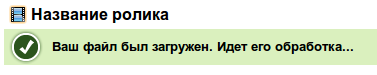 Название ролика
Ваш файл был загружен. Идет его обработка...